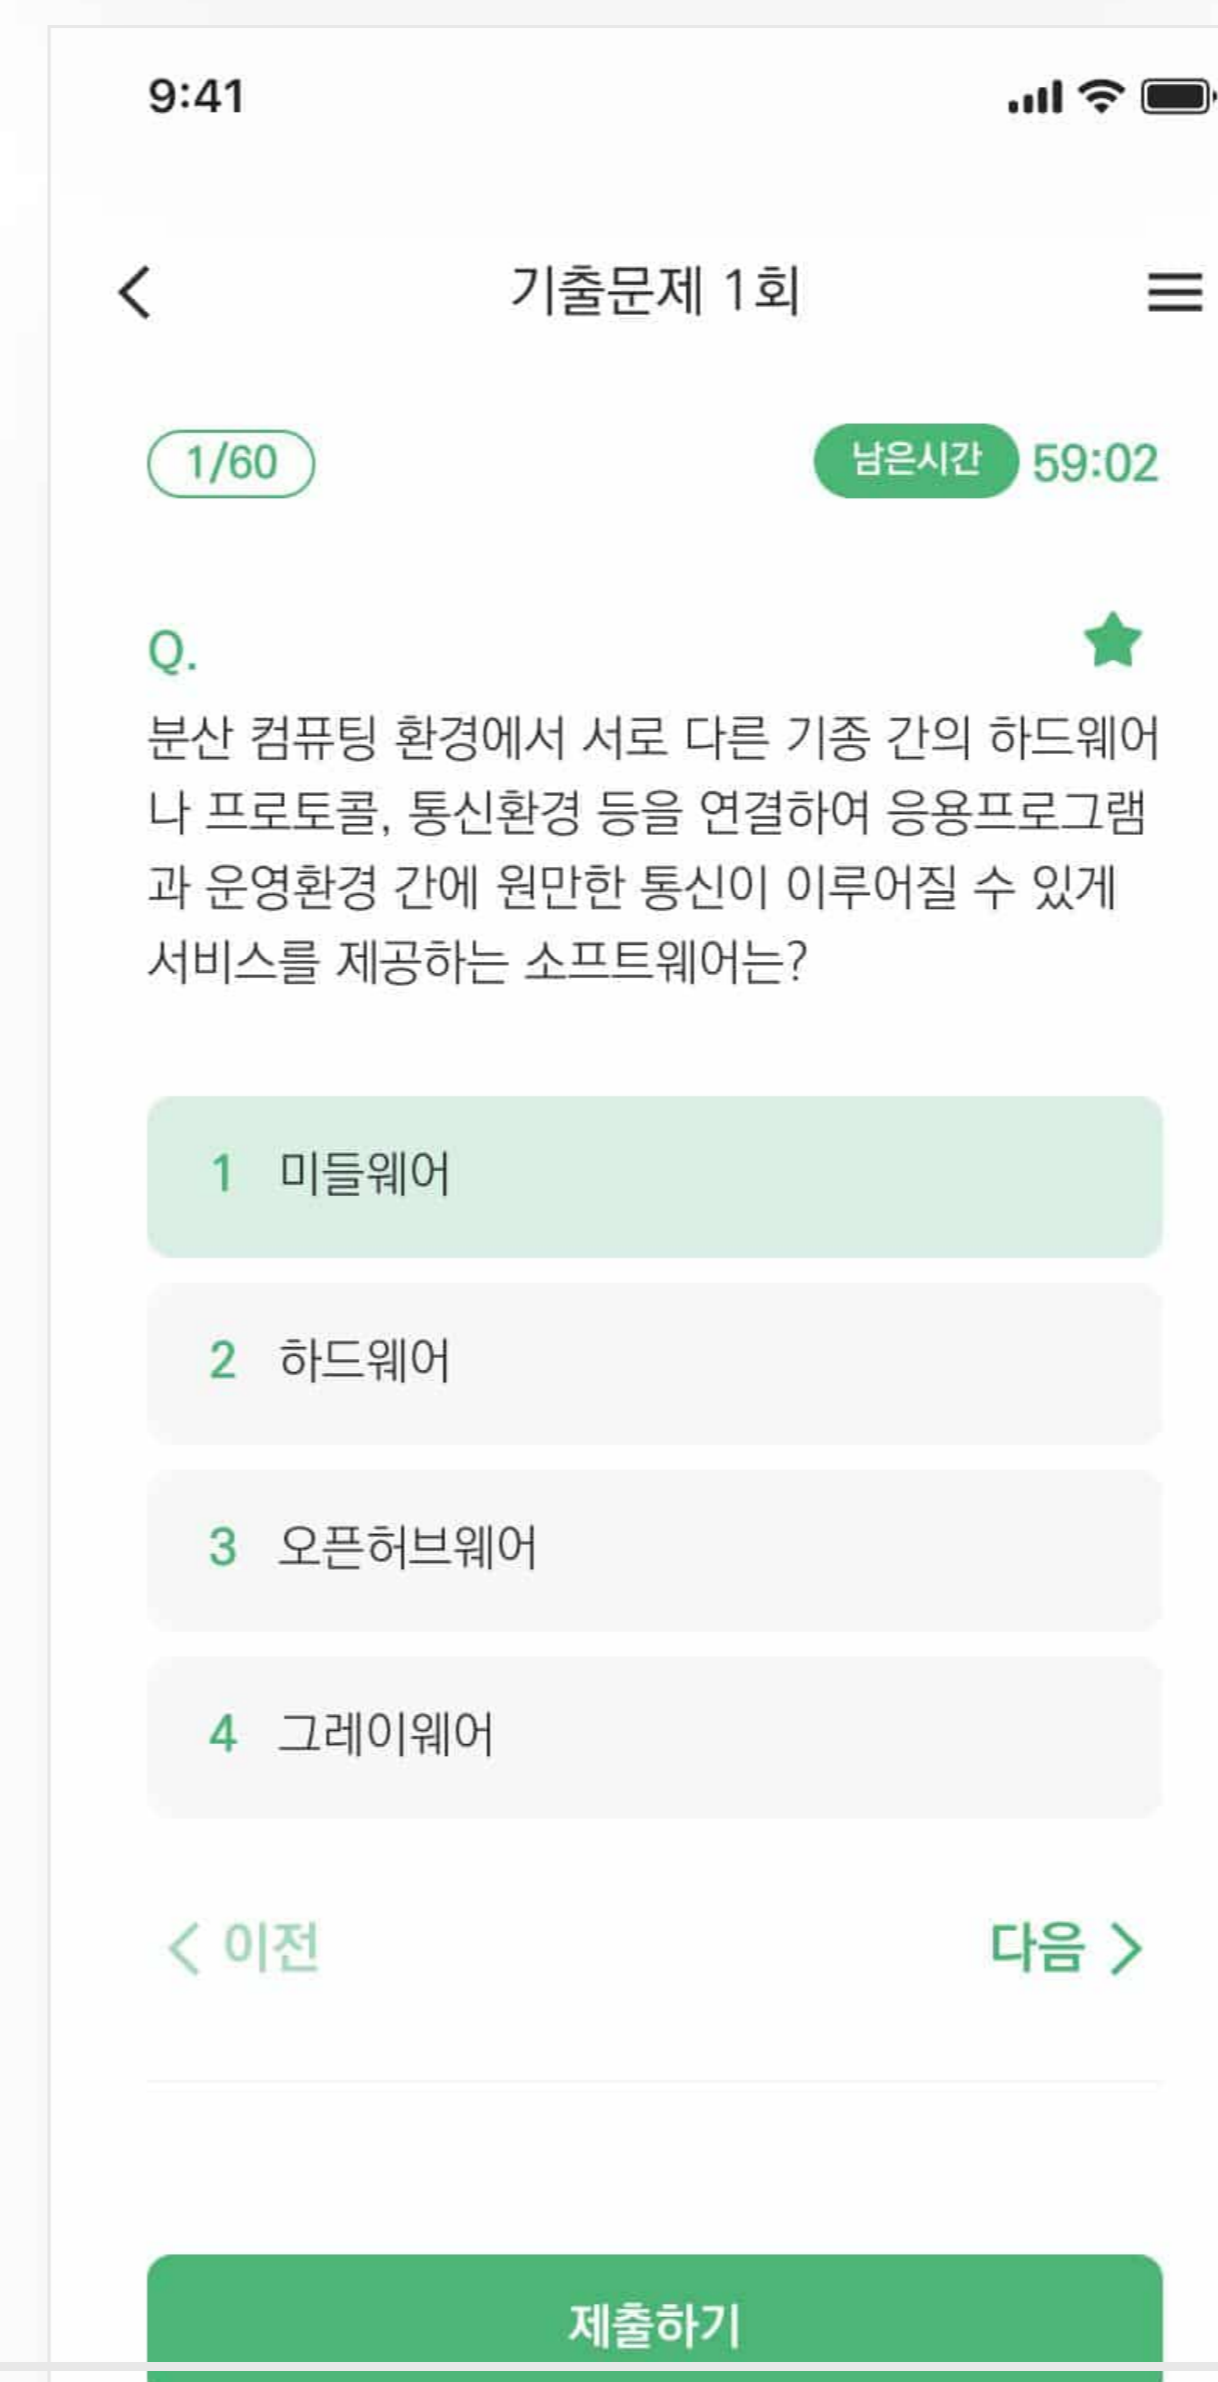 9:41
기출문제 1회
1/60
남은시간 59:02
Q.
분산 컴퓨팅 환경에서 서로 다른 기종 간의 하드웨어
나 프로토콜, 통신환경 등을 연결하여 응용프로그램
과 운영환경 간에 원만한 통신이 이루어질 수 있게
서비스를 제공하는 소프트웨어는?
1 미들웨어
2 하드웨어
3 오픈허브웨어
4 그레이웨어
이전
다음
제출하기